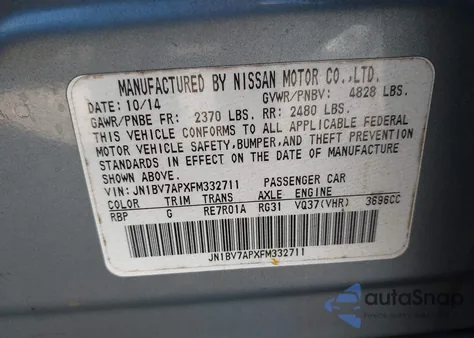 MANUFACTURED BY NISSAN MOTOR CO.,LTD.
DATE: 10/14 GVWR/PNBV: 4828 LBS.
GAWR/PNBE FR: 2370 LBS. RR: 2480 LBS.
THIS VEHICLE CONFORMS TO ALL APPLICABLE FEDERAL
MOTOR VEHICLE SAFETY,BUMPER,AND THEFT PREVENTION
STANDARDS IN EFFECT ON THE DATE OF MANUFACTURE
SHOWN ABOVE.
VIN: JN1BV7APXFM332711 PASSENGER CAR
COLOR TRIM TRANS AXLE ENGINE
RBP G RE7R01A RG31 VQ37(VHR) 3696CC
JN1BV7APXFM332711
autoSnap